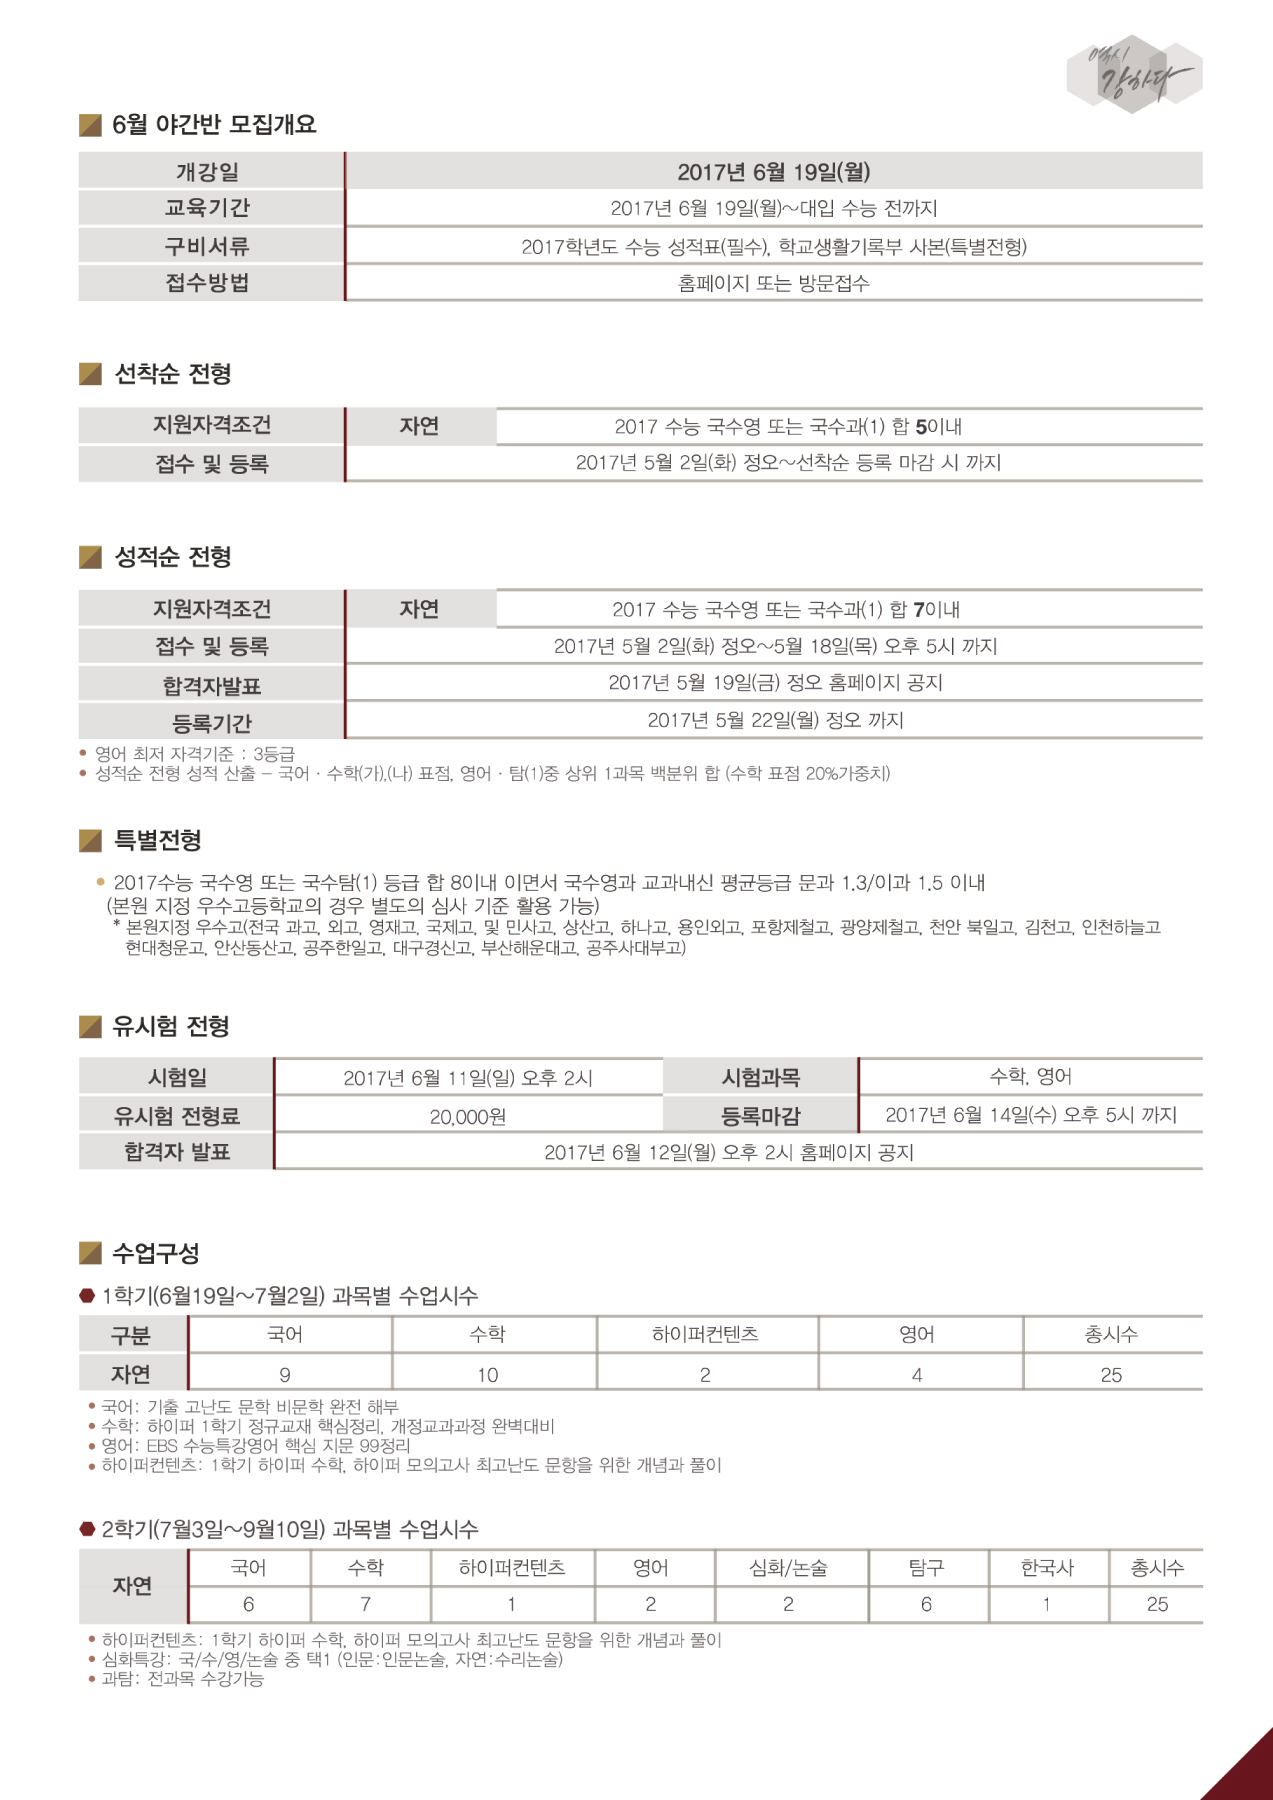 역시
강하다
6월 야간반 모집개요
개강일 2017년 6월 19일(월)
교육기간 2017년 6월 19일(월)~대입 수능 전까지
구비서류 2017학년도 수능 성적표(필수), 학교생활기록부 사본(특별전형)
접수방법 홈페이지 또는 방문접수
선착순 전형
지원자격조건 자연 2017 수능 국수영 또는 국수과(1) 합 5이내
접수 및 등록 2017년 5월 2일(화) 정오~선착순 등록 마감 시 까지
성적순 전형
지원자격조건 자연 2017 수능 국수영 또는 국수과(1) 합 7이내
접수 및 등록 2017년 5월 2일(화) 정오~5월 18일(목) 오후 5시 까지
합격자발표 2017년 5월 19일(금) 정오 홈페이지 공지
등록기간 2017년 5월 22일(월) 정오 까지
• 영어 최저 자격기준 : 3등급
• 성적순 전형 성적 산출 – 국어 · 수학(가),(나) 표점, 영어 · 탐(1)중 상위 1과목 백분위 합 (수학 표점 20%가중치)
특별전형
• 2017수능 국수영 또는 국수탐(1) 등급 합 8이내 이면서 국수영과 교과내신 평균등급 문과 1.3/이과 1.5 이내
(본원 지정 우수고등학교의 경우 별도의 심사 기준 활용 가능)
* 본원지정 우수고(전국 과고, 외고, 영재고, 국제고, 및 민사고, 상산고, 하나고, 용인외고, 포항제철고, 광양제철고, 천안 북일고, 김천고, 인천하늘고
현대청운고, 안산동산고, 공주한일고, 대구경신고, 부산해운대고, 공주사대부고)
유시험 전형
시험일 2017년 6월 11일(일) 오후 2시 시험과목 수학, 영어
유시험 전형료 20,000원 등록마감 2017년 6월 14일(수) 오후 5시 까지
합격자 발표 2017년 6월 12일(월) 오후 2시 홈페이지 공지
수업구성
1학기(6월19일~7월2일) 과목별 수업시수
구분 국어 수학 하이퍼컨텐츠 영어 총시수
자연 9 10 2 4 25
• 국어: 기출 고난도 문학 비문학 완전 해부
• 수학: 하이퍼 1학기 정규교재 핵심정리, 개정교과과정 완벽대비
• 영어: EBS 수능특강영어 핵심 지문 99정리
• 하이퍼컨텐츠: 1학기 하이퍼 수학, 하이퍼 모의고사 최고난도 문항을 위한 개념과 풀이
2학기(7월3일~9월10일) 과목별 수업시수
자연 국어 수학 하이퍼컨텐츠 영어 심화/논술 탐구 한국사 총시수
6 7 1 2 2 6 1 25
• 하이퍼컨텐츠: 1학기 하이퍼 수학, 하이퍼 모의고사 최고난도 문항을 위한 개념과 풀이
• 심화특강: 국/수/영/논술 중 택1 (인문:인문논술, 자연:수리논술)
• 과탐: 전과목 수강가능